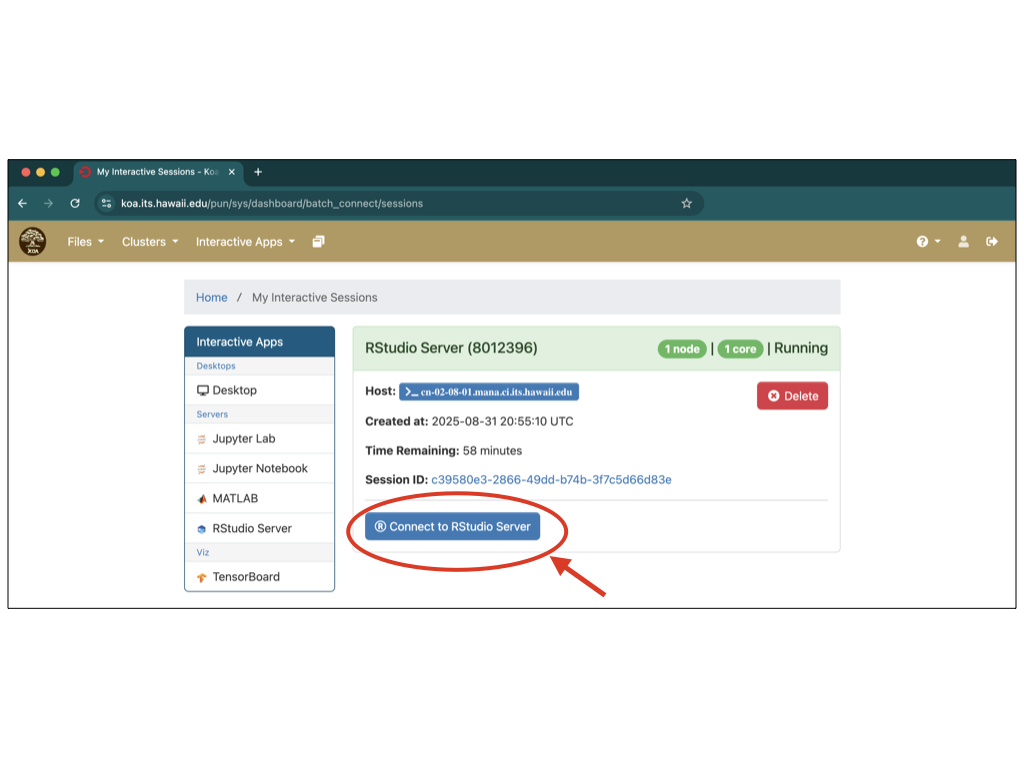 My Interactive Sessions - Koa
koa.its.hawaii.edu/pun/sys/dashboard/batch_connect/sessions
KOA Files Clusters Interactive Apps
Home / My Interactive Sessions
Interactive Apps
Desktops
Desktop
Servers
Jupyter Lab
Jupyter Notebook
MATLAB
RStudio Server
Viz
TensorBoard
RStudio Server (8012396) 1 node | 1 core | Running
Host: >_ cn-02-08-01.mana.ci.its.hawaii.edu Delete
Created at: 2025-08-31 20:55:10 UTC
Time Remaining: 58 minutes
Session ID: c39580e3-2866-49dd-b74b-3f7c5d66d83e
® Connect to RStudio Server